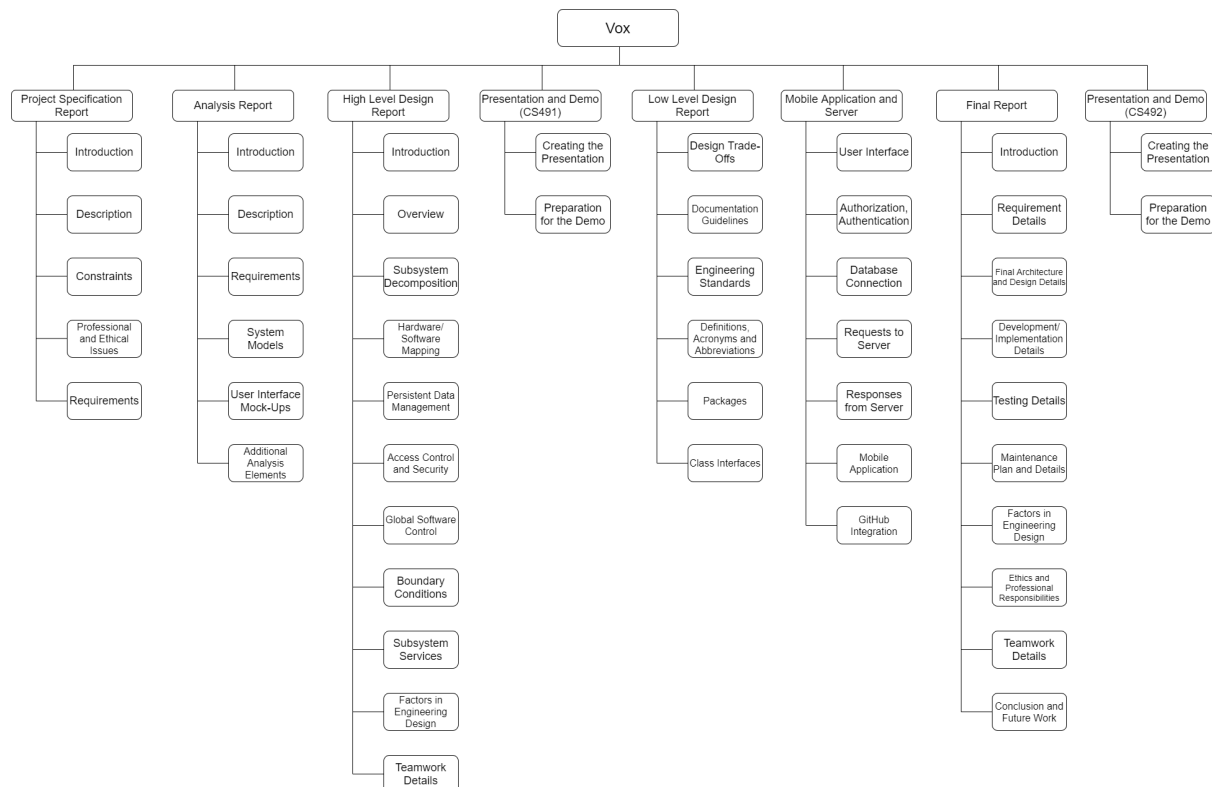 Vox
Project Specification
Report
Introduction
Description
Constraints
Professional
and Ethical
Issues
Requirements
Analysis Report
Introduction
Description
Requirements
System
Models
User Interface
Mock-Ups
Additional
Analysis
Elements
High Level Design
Report
Introduction
Overview
Subsystem
Decomposition
Hardware/
Software
Mapping
Persistent Data
Management
Access Control
and Security
Global Software
Control
Boundary
Conditions
Subsystem
Services
Factors in
Engineering
Design
Teamwork
Details
Presentation and Demo
(CS491)
Creating the
Presentation
Preparation
for the Demo
Low Level Design
Report
Design Trade-
Offs
Documentation
Guidelines
Engineering
Standards
Definitions,
Acronyms and
Abbreviations
Packages
Class Interfaces
Mobile Application and
Server
User Interface
Authorization,
Authentication
Database
Connection
Requests to
Server
Responses
from Server
Mobile
Application
GitHub
Integration
Final Report
Introduction
Requirement
Details
Final Architecture
and Design Details
Development/
Implementation
Details
Testing Details
Maintenance
Plan and Details
Factors in
Engineering
Design
Ethics and
Professional
Responsibilities
Teamwork
Details
Conclusion and
Future Work
Presentation and Demo
(CS492)
Creating the
Presentation
Preparation
for the Demo